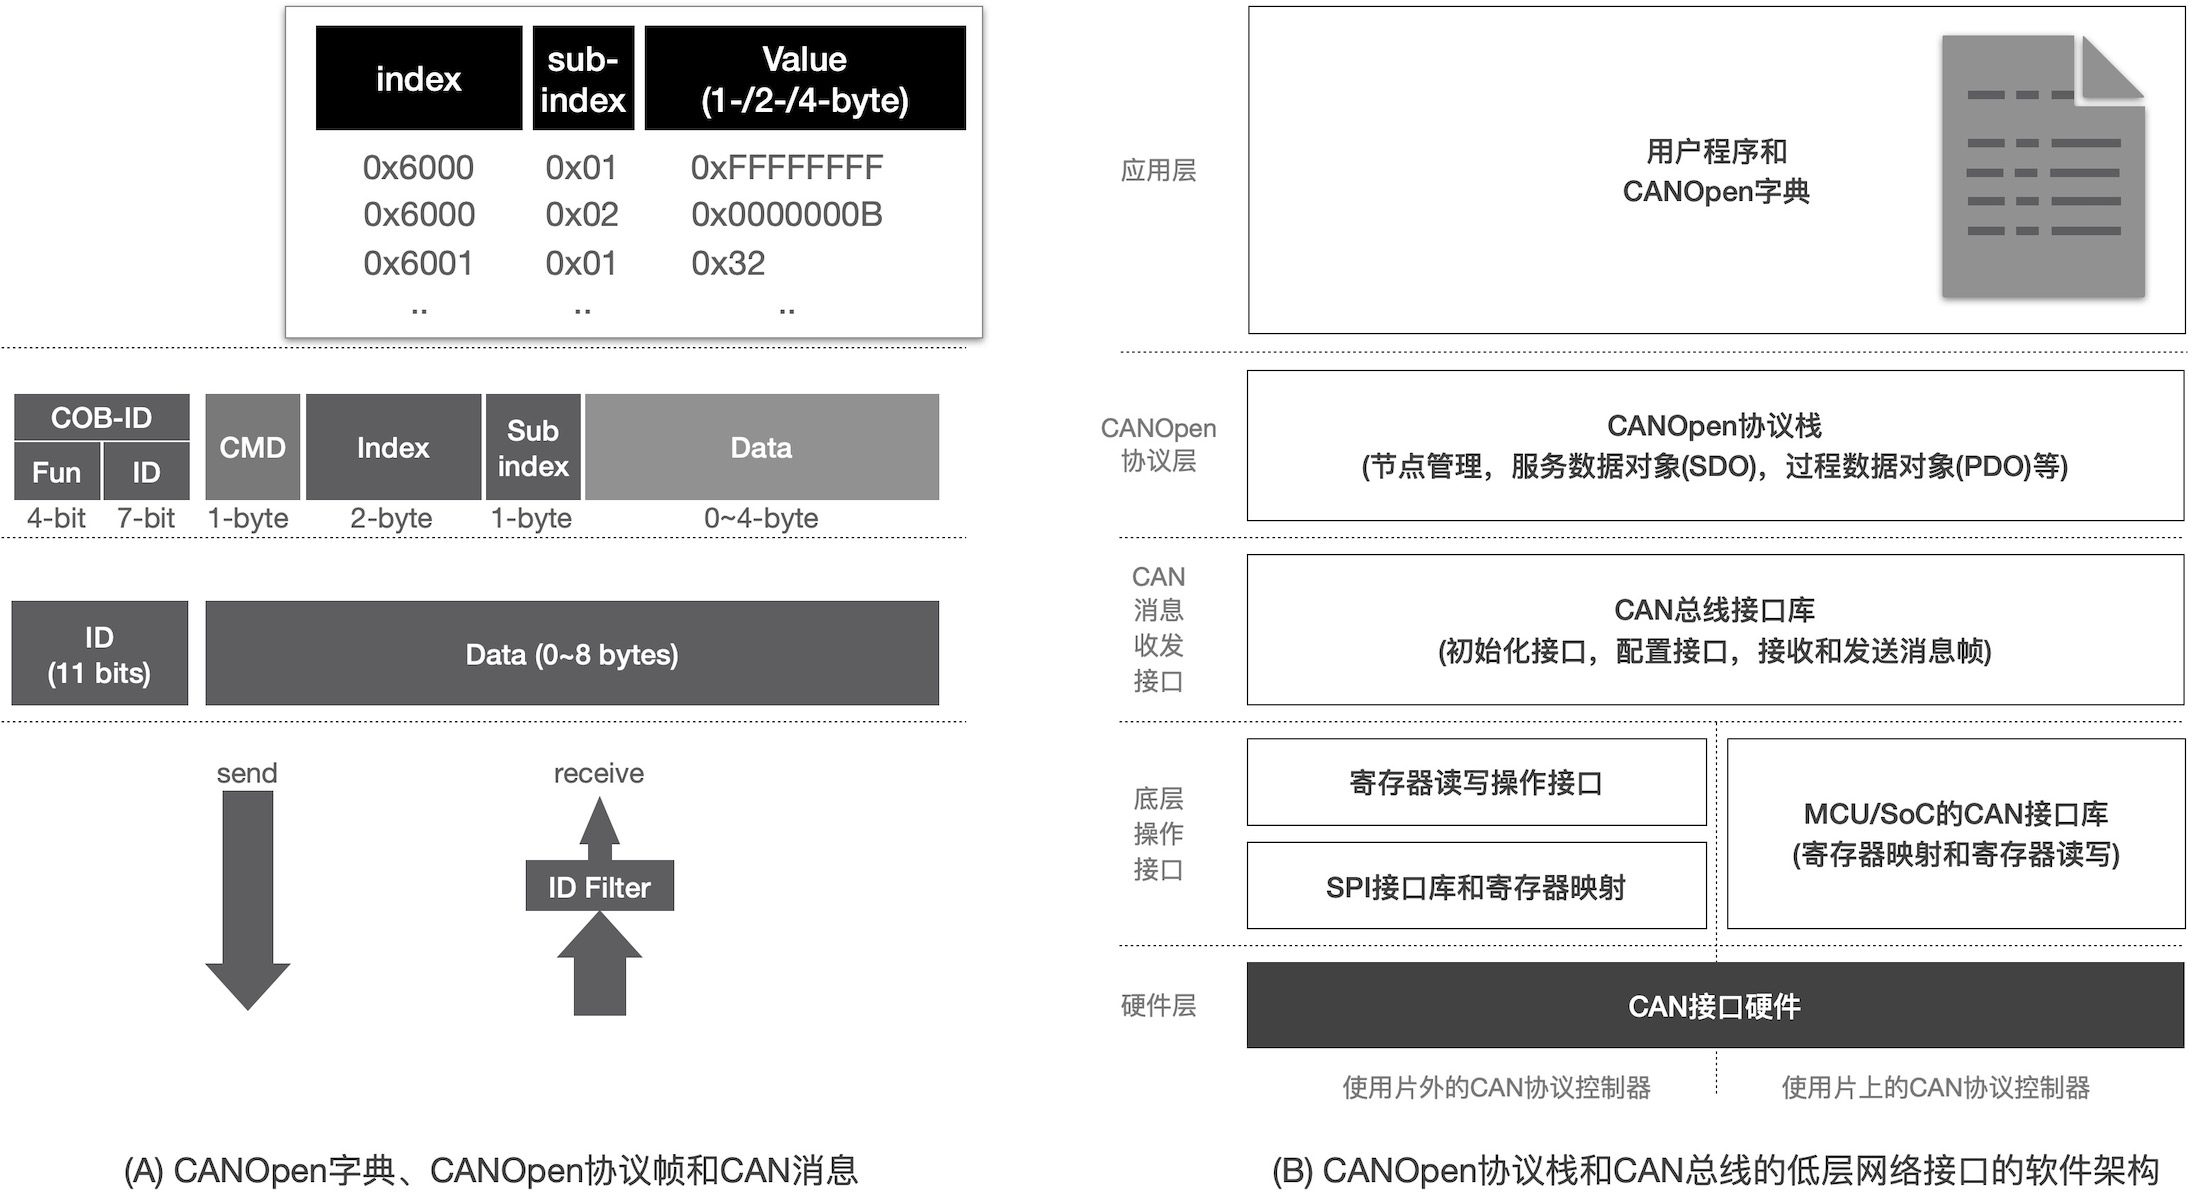 index
sub-
index
Value
(1-/2-/4-byte)
0x6000 0x01 0xFFFFFFFF
0x6000 0x02 0x0000000B
0x6001 0x01 0x32
.. .. ..
COB-ID
Fun ID
CMD
Index
Sub
index
Data
4-bit 7-bit 1-byte 2-byte 1-byte 0~4-byte
ID
(11 bits)
Data (0~8 bytes)
send
receive
ID Filter
(A) CANOpen字典、CANOpen协议帧和CAN消息
应用层
用户程序和
CANOpen字典
CANOpen
协议层
CANOpen协议栈
(节点管理，服务数据对象(SDO)，过程数据对象(PDO)等)
CAN
消息
收发
接口
CAN总线接口库
(初始化接口，配置接口，接收和发送消息帧)
底层
操作
接口
寄存器读写操作接口
SPI接口库和寄存器映射
MCU/SoC的CAN接口库
(寄存器映射和寄存器读写)
硬件层
CAN接口硬件
使用片外的CAN协议控制器
使用片上的CAN协议控制器
(B) CANOpen协议栈和CAN总线的低层网络接口的软件架构